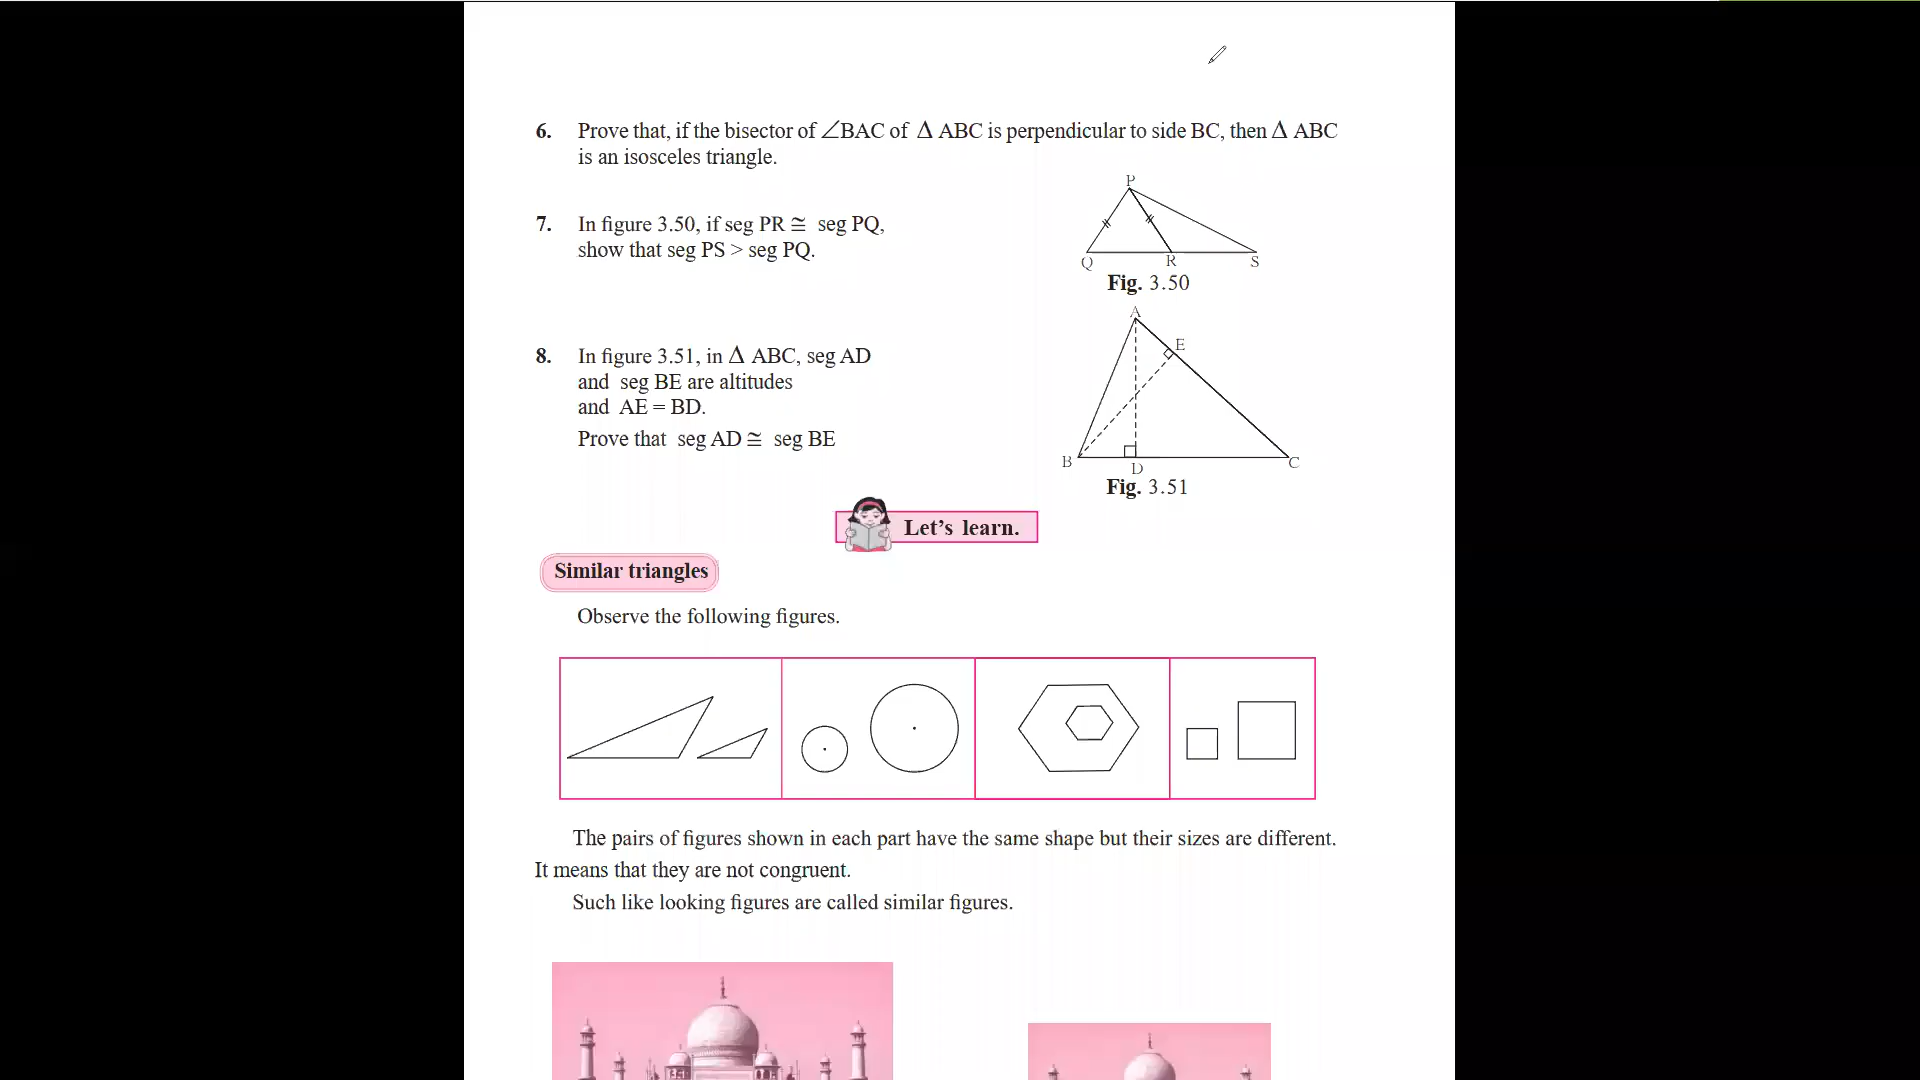 6. Prove that, if the bisector of ∠BAC of Δ ABC is perpendicular to side BC, then Δ ABC
is an isosceles triangle.
P
7. In figure 3.50, if seg PR ≅ seg PQ,
show that seg PS > seg PQ.
Q R S
Fig. 3.50
A
E
8. In figure 3.51, in Δ ABC, seg AD
and seg BE are altitudes
and AE = BD.
Prove that seg AD ≅ seg BE
B D C
Fig. 3.51
Let’s learn.
Similar triangles
Observe the following figures.
The pairs of figures shown in each part have the same shape but their sizes are different.
It means that they are not congruent.
Such like looking figures are called similar figures.